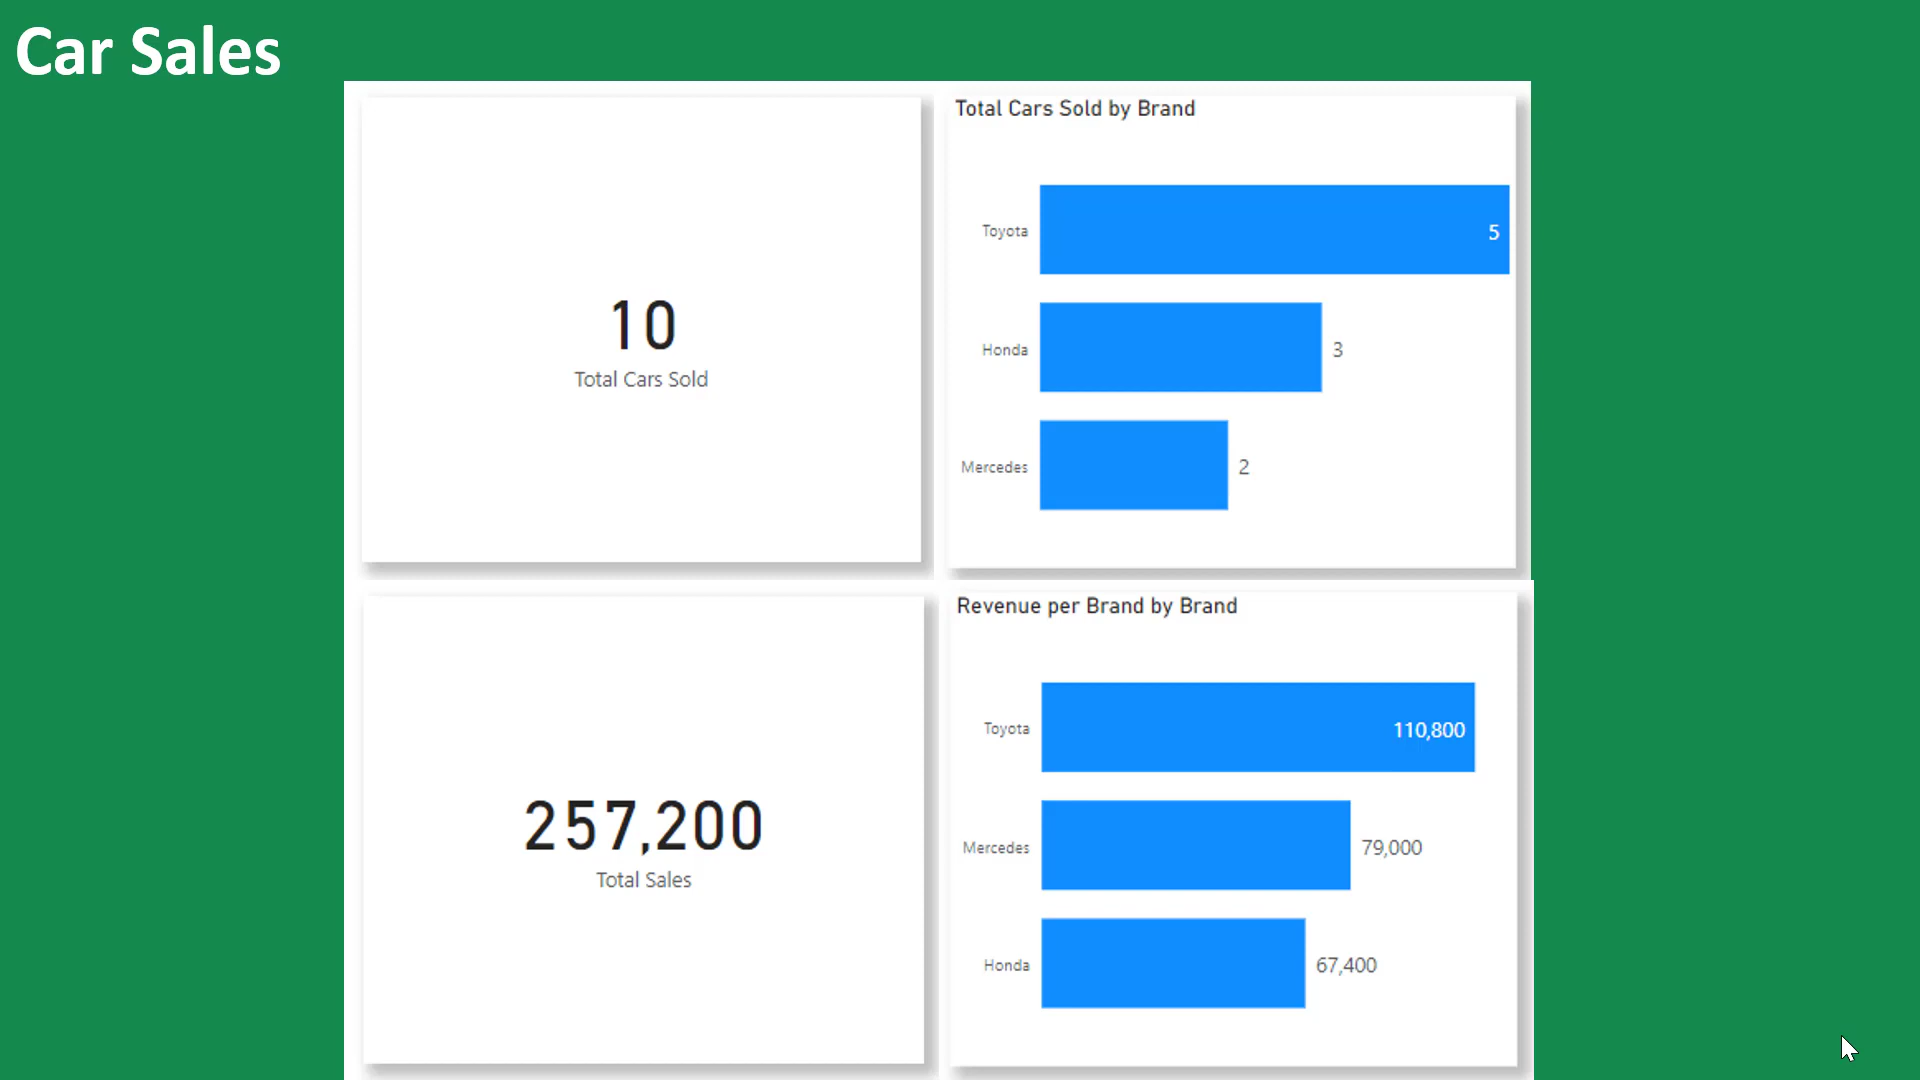 Car Sales
10
Total Cars Sold
Total Cars Sold by Brand
Toyota 5
Honda 3
Mercedes 2
257,200
Total Sales
Revenue per Brand by Brand
Toyota 110,800
Mercedes 79,000
Honda 67,400